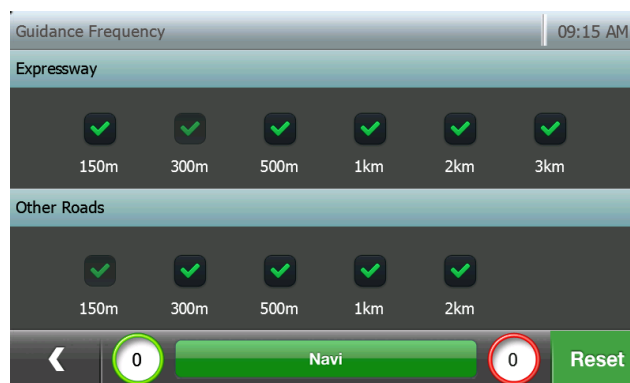 Guidance Frequency 09:15 AM
Expressway
150m 300m 500m 1km 2km 3km
Other Roads
150m 300m 500m 1km 2km
0 Navi 0 Reset